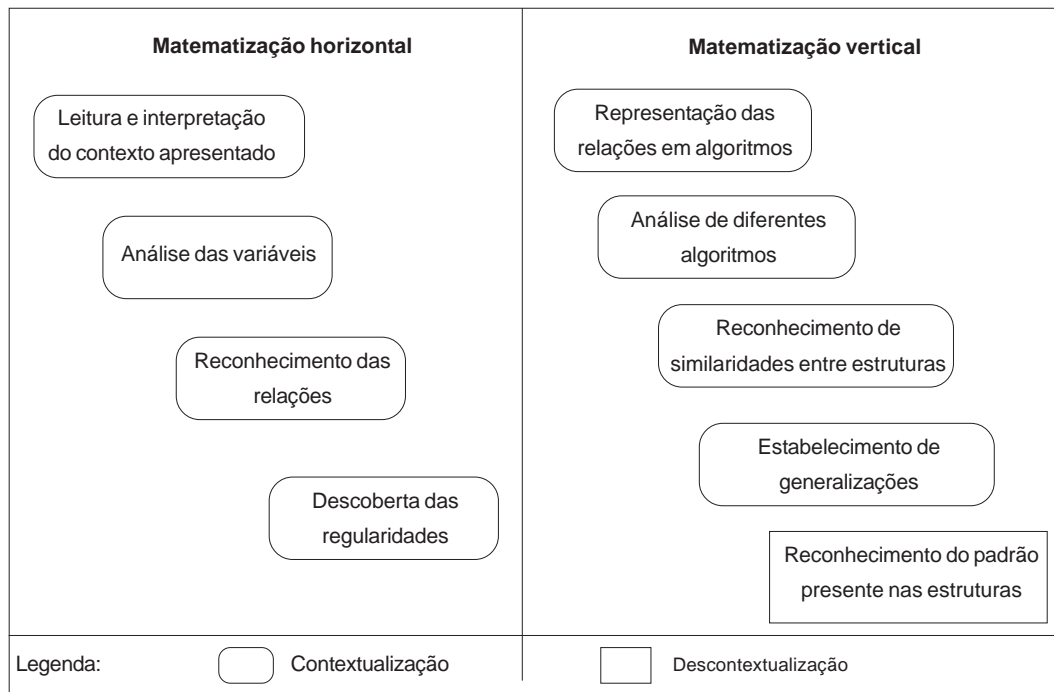 Matematização horizontal
Leitura e interpretação
do contexto apresentado
Análise das variáveis
Reconhecimento das
relações
Descoberta das
regularidades
Matematização vertical
Representação das
relações em algoritmos
Análise de diferentes
algoritmos
Reconhecimento de
similaridades entre estruturas
Estabelecimento de
generalizações
Reconhecimento do padrão
presente nas estruturas
Legenda:
Contextualização
Descontextualização